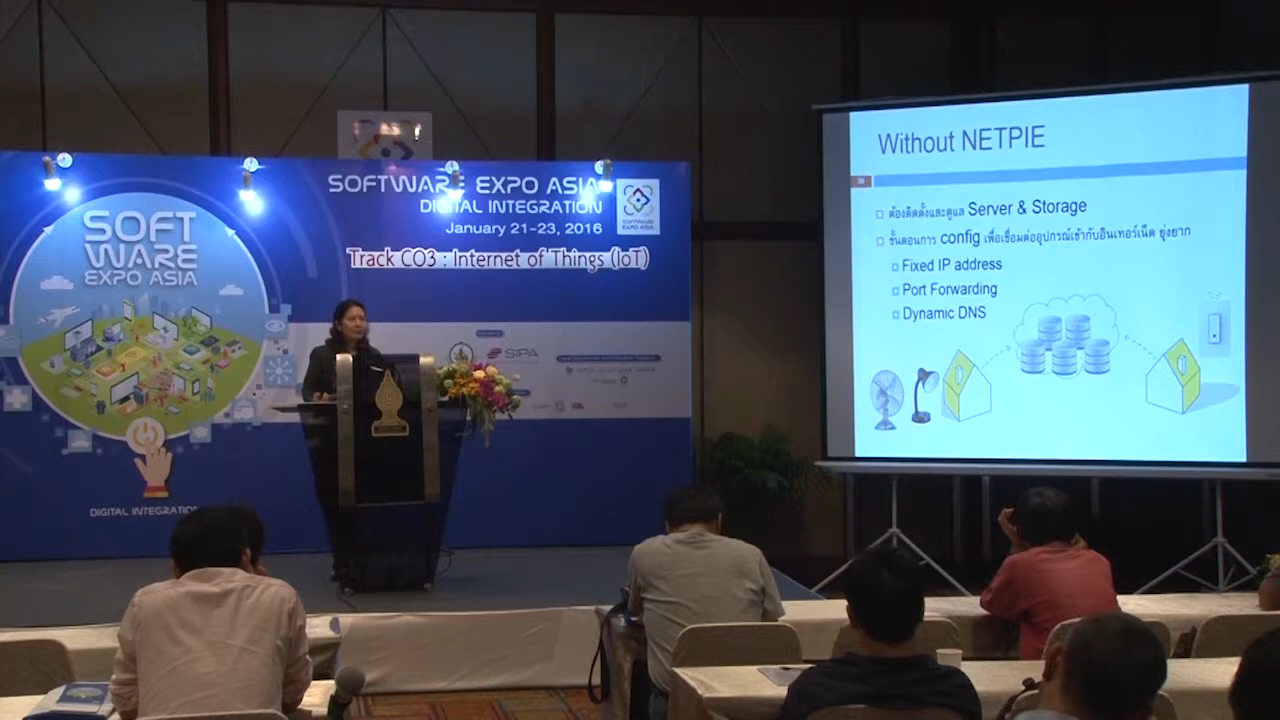 SOFTWARE EXPO ASIA
DIGITAL INTEGRATION
January 21-23, 2016
Track CO3 : Internet of Things (IoT)
SOFTWARE
EXPO ASIA
SOFT
WARE
EXPO ASIA
DIGITAL INTEGRATION
SIPA
Without NETPIE
35
ต้องติดตั้งและดูแล Server & Storage
ขั้นตอนการ config เพื่อเชื่อมต่ออุปกรณ์เข้ากับอินเทอร์เน็ต ยุ่งยาก
Fixed IP address
Port Forwarding
Dynamic DNS